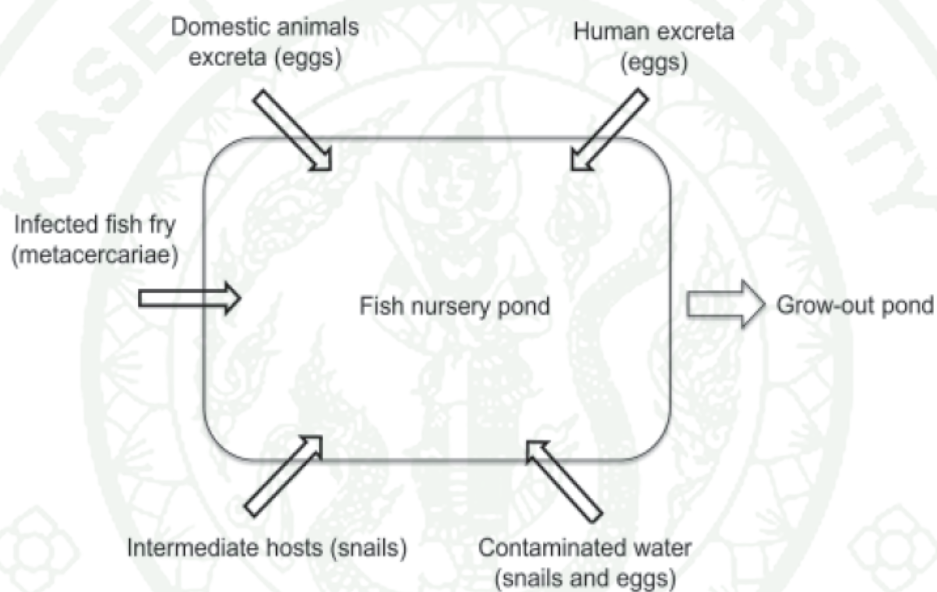 Domestic animals
excreta (eggs)
Human excreta
(eggs)
Infected fish fry
(metacercariae)
Fish nursery pond
Grow-out pond
Intermediate hosts (snails)
Contaminated water
(snails and eggs)